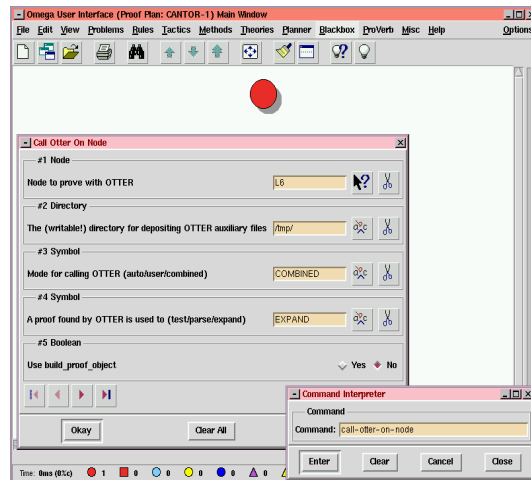 Omega User Interface (Proof Plan: CANTOR-1) Main Window
File Edit View Problems Rules Tactics Methods Theories Planner Blackbox ProVerb Misc Help Options
Call Otter On Node
#1 Node
Node to prove with OTTER L6
#2 Directory
The (writable!) directory for depositing OTTER auxiliary files /tmp/
#3 Symbol
Mode for calling OTTER (auto/user/combined) COMBINED
#4 Symbol
A proof found by OTTER is used to (test/parse/expand) EXPAND
#5 Boolean
Use build_proof_object Yes No
Okay Clear All
Command Interpreter
Command
Command: call-otter-on-node
Enter Clear Cancel Close
Time: 0ms (0%c) 1 0 0 0 0 0